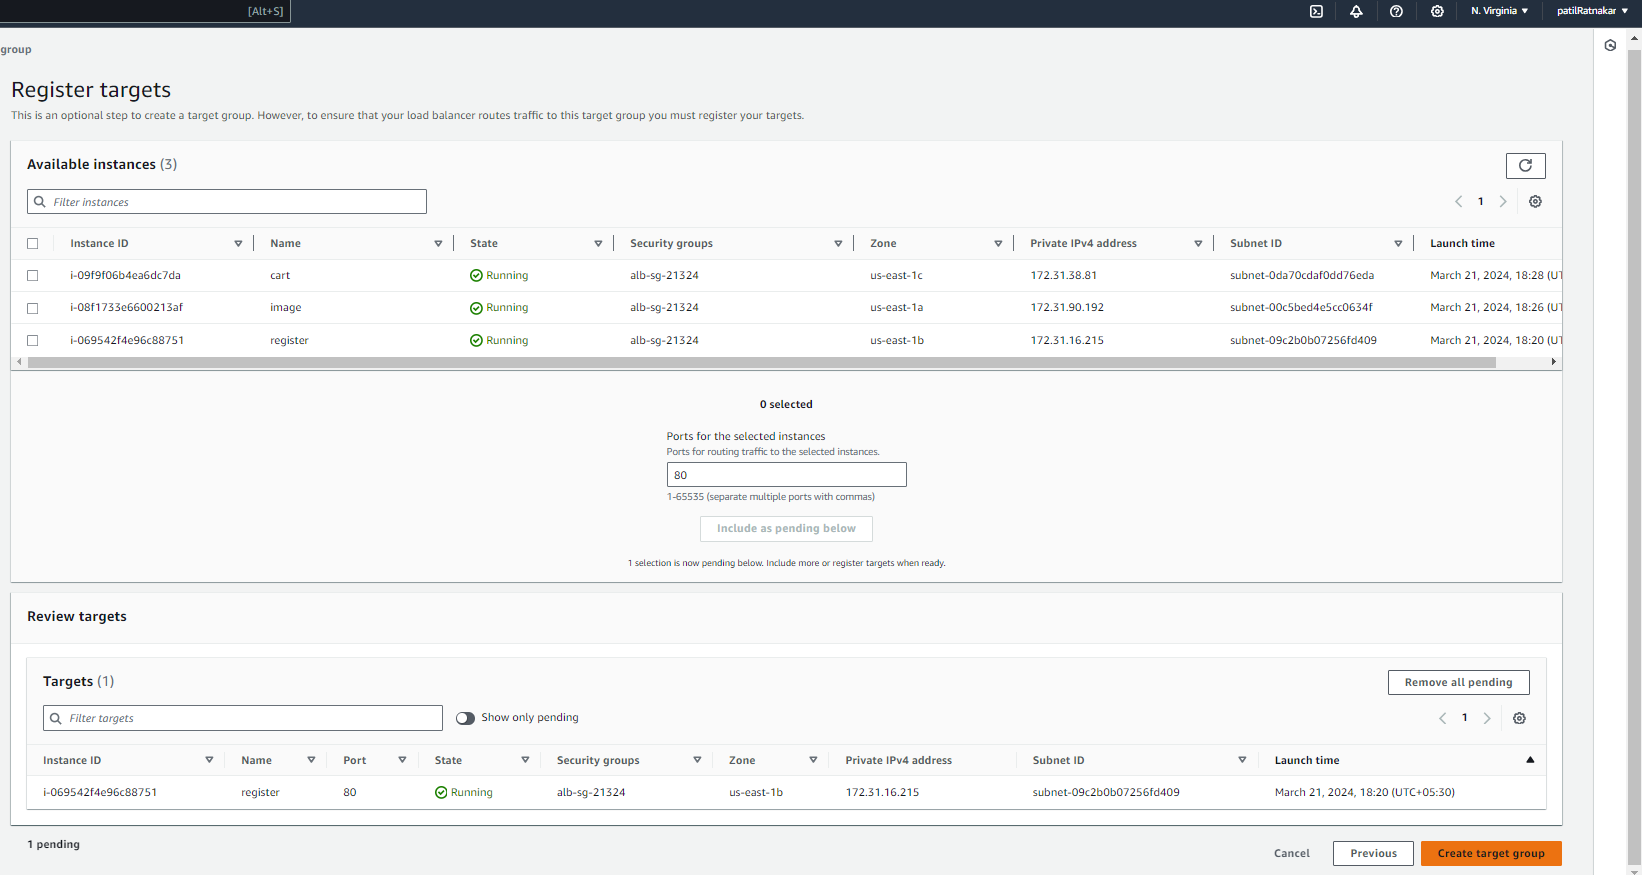 [Alt+S] N. Virginia ▼ patilRatnakar ▼
group
Register targets
This is an optional step to create a target group. However, to ensure that your load balancer routes traffic to this target group you must register your targets.
Available instances (3)
Filter instances
1
Instance ID Name State Security groups Zone Private IPv4 address Subnet ID Launch time
i-09f9f06b4ea6dc7da cart Running alb-sg-21324 us-east-1c 172.31.38.81 subnet-0da70cdaf0dd76eda March 21, 2024, 18:28 (UT
i-08f1733e6600213af image Running alb-sg-21324 us-east-1a 172.31.90.192 subnet-00c5bed4e5cc0634f March 21, 2024, 18:26 (UT
i-069542f4e96c88751 register Running alb-sg-21324 us-east-1b 172.31.16.215 subnet-09c2b0b07256fd409 March 21, 2024, 18:20 (UT
0 selected
Ports for the selected instances
Ports for routing traffic to the selected instances.
80
1-65535 (separate multiple ports with commas)
Include as pending below
1 selection is now pending below. Include more or register targets when ready.
Review targets
Targets (1)
Remove all pending
Filter targets Show only pending 1
Instance ID Name Port State Security groups Zone Private IPv4 address Subnet ID Launch time
i-069542f4e96c88751 register 80 Running alb-sg-21324 us-east-1b 172.31.16.215 subnet-09c2b0b07256fd409 March 21, 2024, 18:20 (UTC+05:30)
1 pending
Cancel Previous Create target group